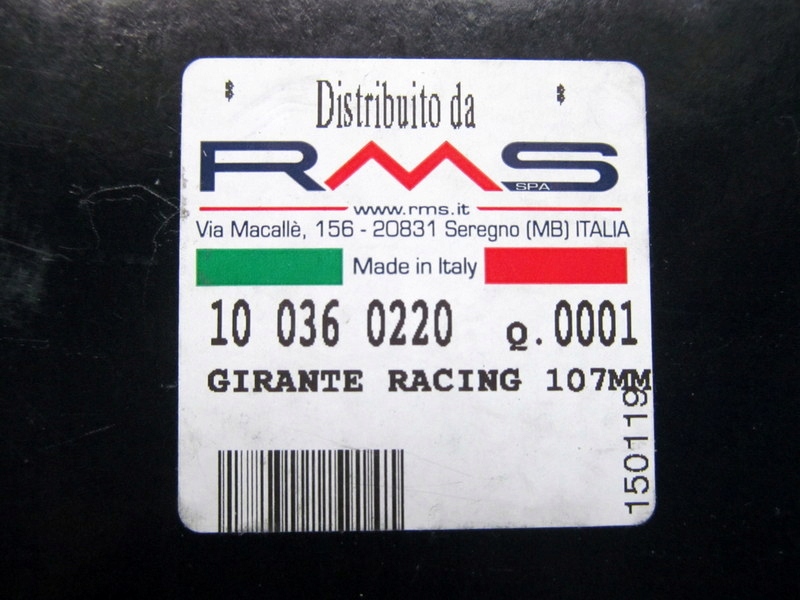 Distribuito da
RMS
SPA
www.rms.it
Via Macallè, 156 - 20831 Seregno (MB) ITALIA
Made in Italy
10 036 0220 Q.0001
GIRANTE RACING 107MM
150119